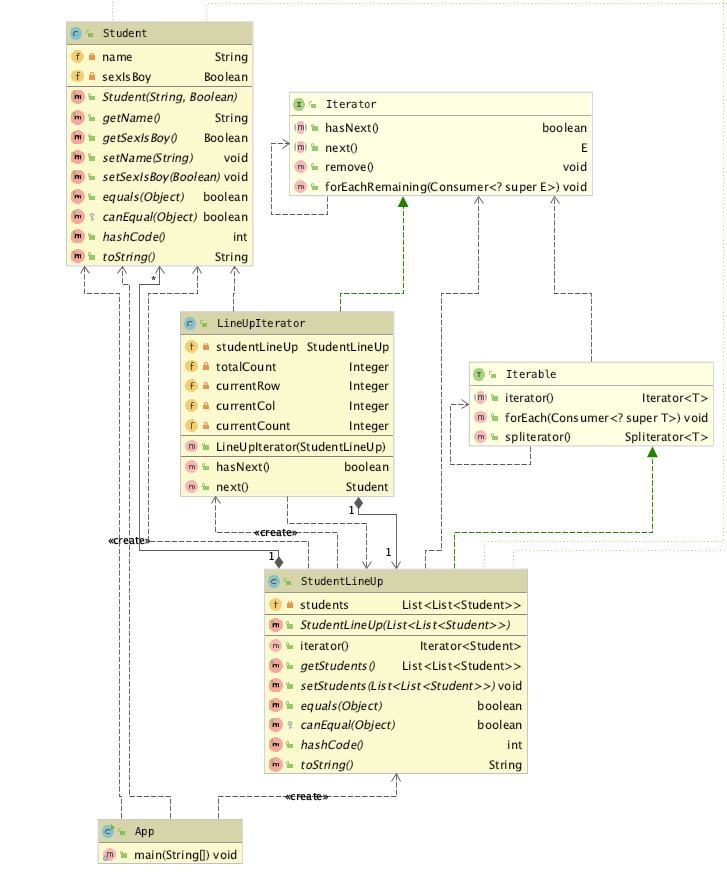 Student
name String
sexIsBoy Boolean
Student(String, Boolean)
getName() String
getSexIsBoy() Boolean
setName(String) void
setSexIsBoy(Boolean) void
equals(Object) boolean
canEqual(Object) boolean
hashCode() int
toString() String
Iterator
hasNext() boolean
next() E
remove() void
forEachRemaining(Consumer<? super E>) void
*
LineUpIterator
studentLineUp StudentLineUp
totalCount Integer
currentRow Integer
currentCol Integer
currentCount Integer
LineUpIterator(StudentLineUp)
hasNext() boolean
next() Student
Iterable
iterator() Iterator<T>
forEach(Consumer<? super T>) void
spliterator() Spliterator<T>
1
«create»
«create»
1
1
StudentLineUp
students List<List<Student>>
StudentLineUp(List<List<Student>>)
iterator() Iterator<Student>
getStudents() List<List<Student>>
setStudents(List<List<Student>>) void
equals(Object) boolean
canEqual(Object) boolean
hashCode() int
toString() String
«create»
App
main(String[]) void